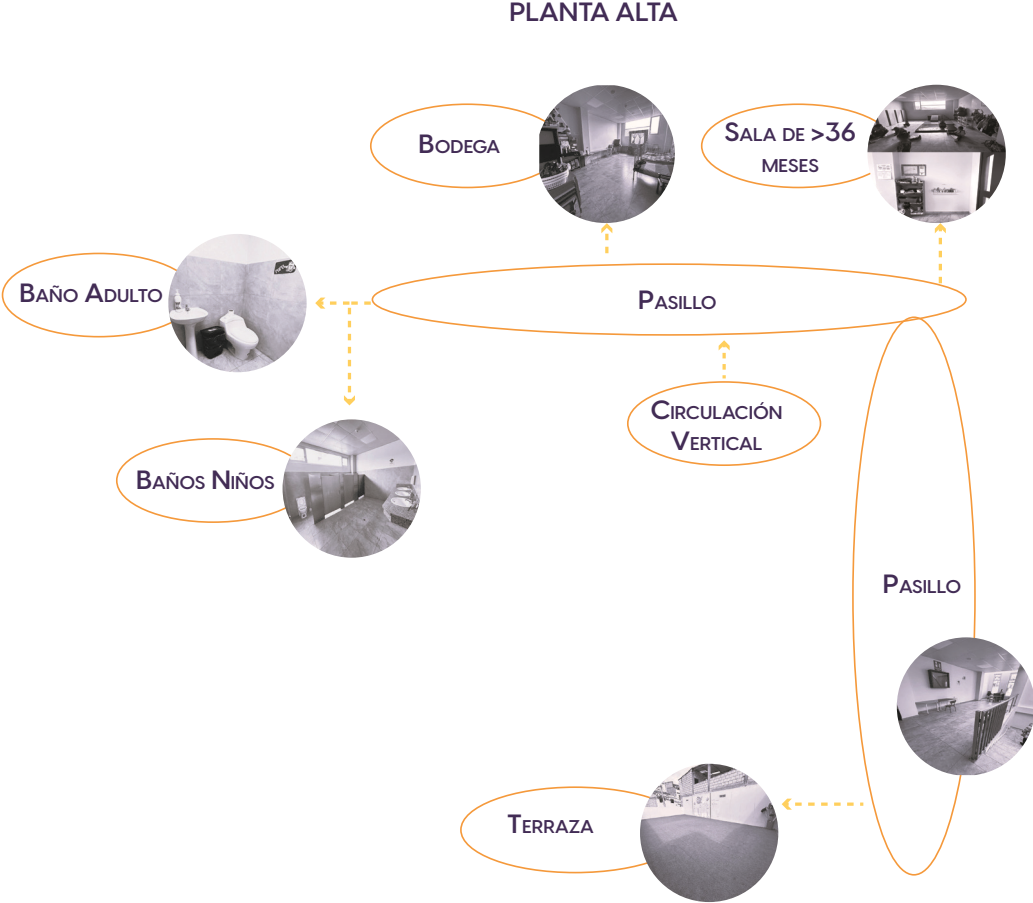 PLANTA ALTA
BODEGA
SALA DE >36
MESES
BAÑO ADULTO
PASILLO
CIRCULACIÓN
VERTICAL
BAÑOS NIÑOS
PASILLO
TERRAZA